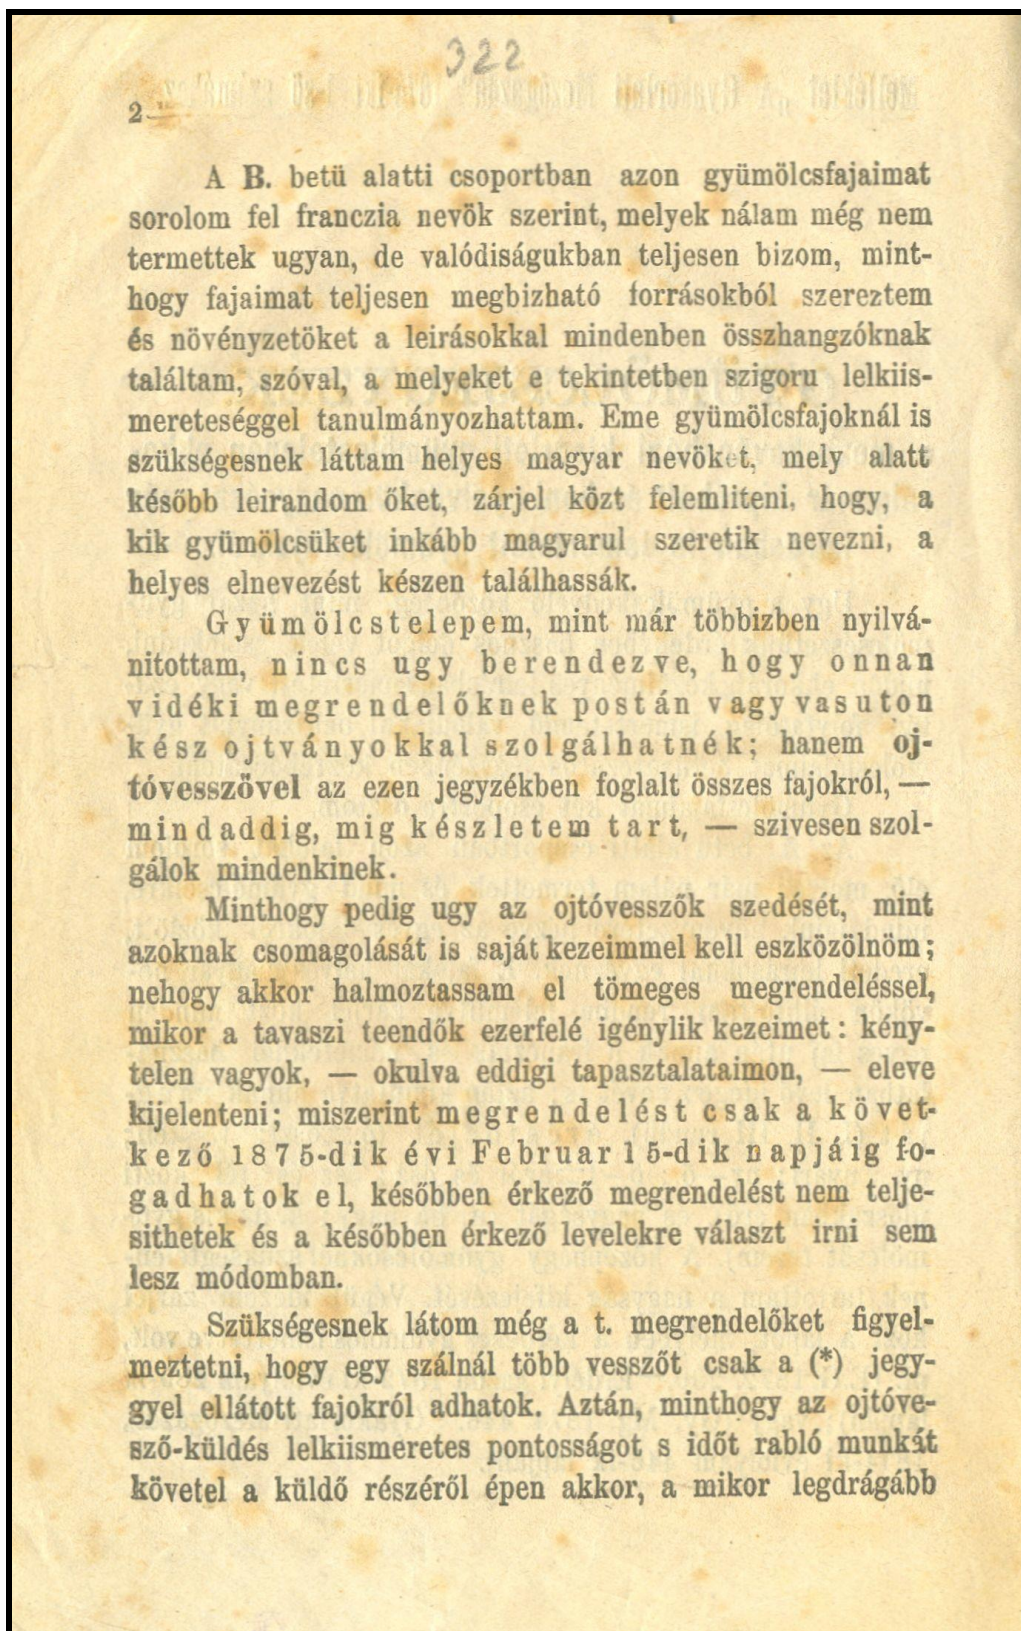 322
2
A B. betü alatti csoportban azon gyümölcsfajaimat
sorolom fel franczia nevök szerint, melyek nálam még nem
termettek ugyan, de valódiságukban teljesen bizom, mint-
hogy fajaimat teljesen megbizható forrásokból szereztem
és növényzetöket a leirásokkal mindenben összhangzóknak
találtam, szóval, a melyeket e tekintetben szigoru lelkiis-
mereteséggel tanulmányozhattam. Eme gyümölcsfajoknál is
szükségesnek láttam helyes magyar nevöket, mely alatt
később leirandom őket, zárjel közt felemliteni, hogy, a
kik gyümölcsüket inkább magyarul szeretik nevezni, a
helyes elnevezést készen találhassák.
Gyümölcstelepem, mint már többizben nyilvá-
nitottam, nincs ugy berendezve, hogy onnan
vidéki megrendelőknek postán vagy vasuton
kész ojtványokkal szolgálhatnék; hanem oj-
tóvesszővel az ezen jegyzékben foglalt összes fajokról, —
mindaddig, mig készletem tart, — szivesen szol-
gálok mindenkinek.
Minthogy pedig ugy az ojtóvesszők szedését, mint
azoknak csomagolását is saját kezeimmel kell eszközölnöm;
nehogy akkor halmoztassam el tömeges megrendeléssel,
mikor a tavaszi teendők ezerfelé igénylik kezeimet: kény-
telen vagyok, — okulva eddigi tapasztalataimon, — eleve
kijelenteni; miszerint megrendelést csak a követ-
kező 1875-dik évi Februar 15-dik napjáig fo-
gadhatok el, későbben érkező megrendelést nem telje-
sithetek és a későbben érkező levelekre választ irni sem
lesz módomban.
Szükségesnek látom még a t. megrendelőket figyel-
meztetni, hogy egy szálnál több vesszőt csak a (*) jegy-
gyel ellátott fajokról adhatok. Aztán, minthogy az ojtóve-
sző-küldés lelkiismeretes pontosságot s időt rabló munkát
követel a küldő részéről épen akkor, a mikor legdrágább